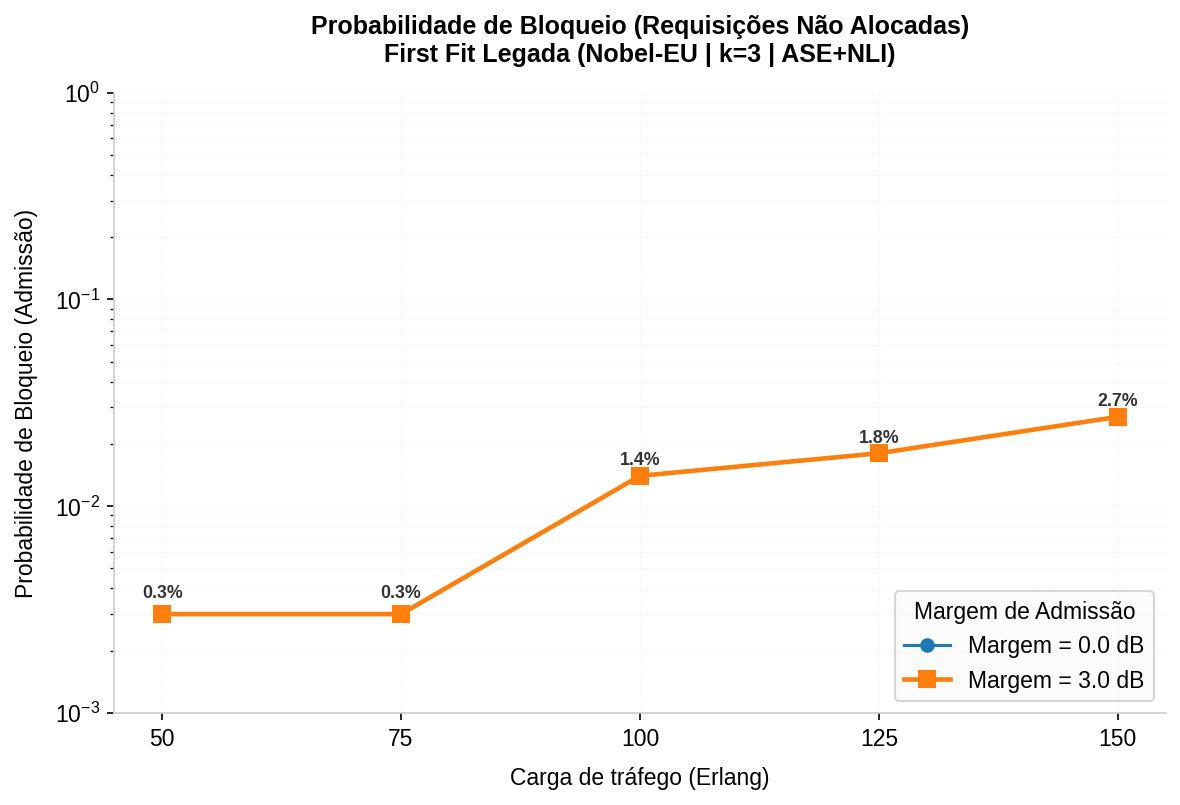 Probabilidade de Bloqueio (Requisições Não Alocadas)
First Fit Legada (Nobel-EU | k=3 | ASE+NLI)
Probabilidade de Bloqueio (Admissão)
10⁰
10⁻¹
10⁻²
10⁻³
0.3%
0.3%
1.4%
1.8%
2.7%
Margem de Admissão
Margem = 0.0 dB
Margem = 3.0 dB
50
75
100
125
150
Carga de tráfego (Erlang)